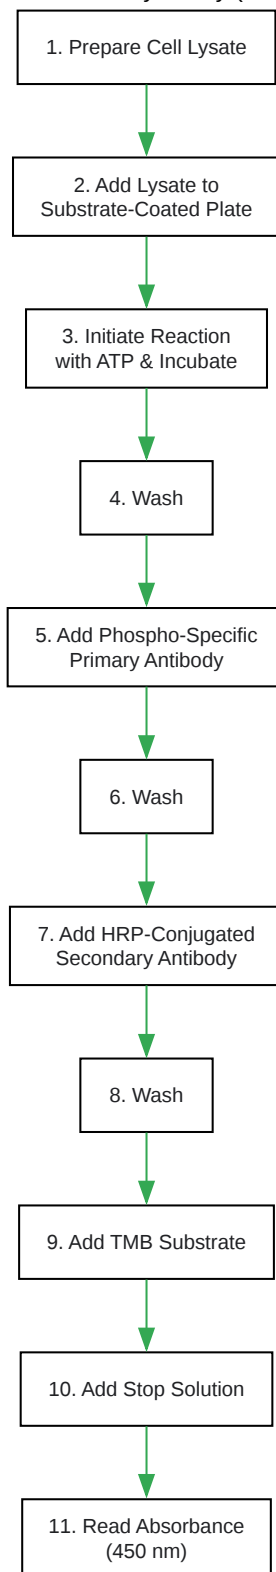 1. Prepare Cell Lysate
2. Add Lysate to
Substrate-Coated Plate
3. Initiate Reaction
with ATP & Incubate
4. Wash
5. Add Phospho-Specific
Primary Antibody
6. Wash
7. Add HRP-Conjugated
Secondary Antibody
8. Wash
9. Add TMB Substrate
10. Add Stop Solution
11. Read Absorbance
(450 nm)